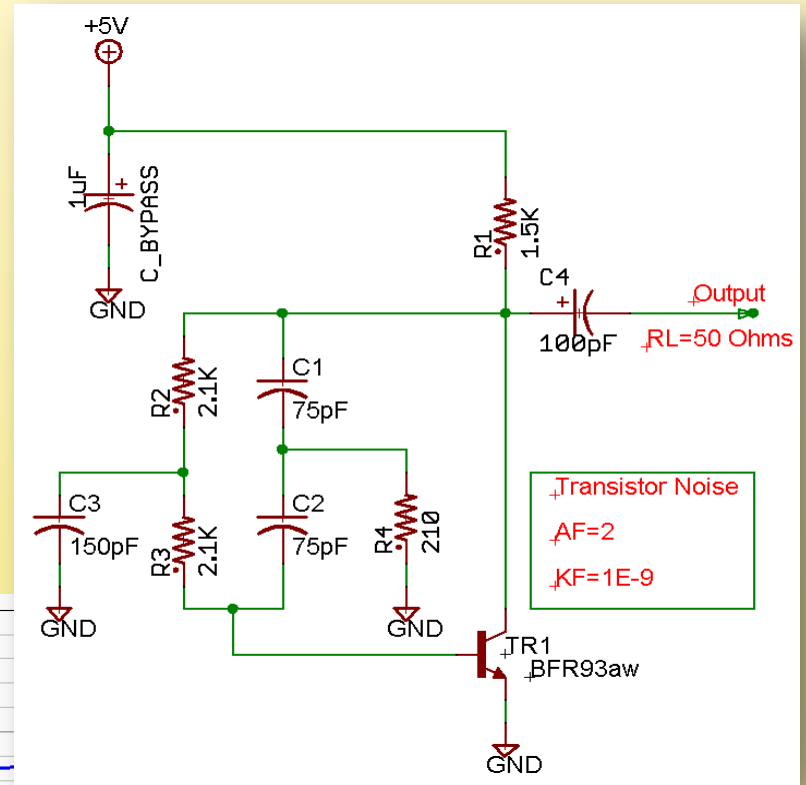 +5V
1uF
+
C_BYPASS
GND
R1
1.5K
C4
+
100pF
Output
RL=50 Ohms
R2
2.1K
C1
75pF
C3
150pF
R3
2.1K
C2
75pF
R4
210
Transistor Noise
AF=2
KF=1E-9
GND
GND
TR1
BFR93aw
GND